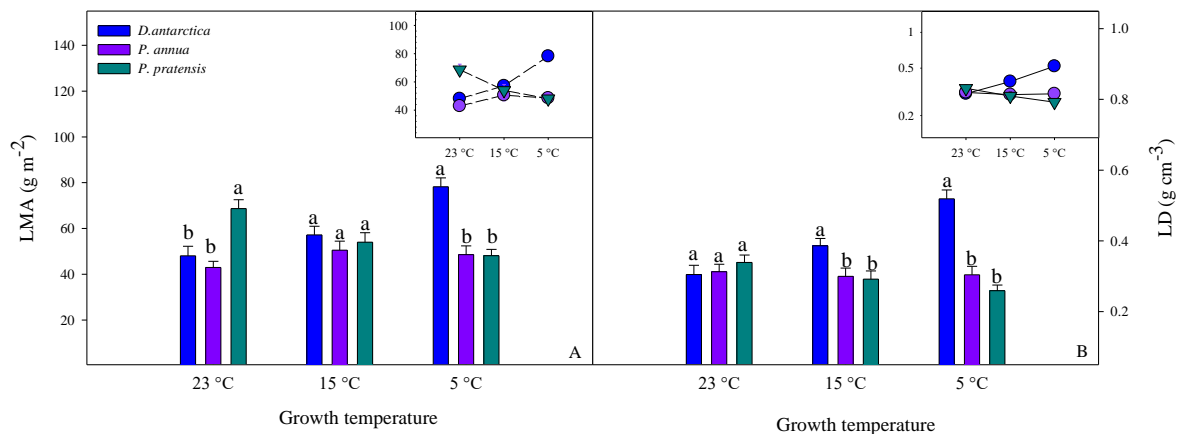 LMA (g m⁻²)
140
120
100
80
60
40
20
D.antarctica
P. annua
P. pratensis
100
80
60
40
23 °C 15 °C 5 °C
b b a
a a a
a b b
A
23 °C 15 °C 5 °C
Growth temperature
1
0.5
0.2
23 °C 15 °C 5 °C
a a a
a b b
a b b
B
23 °C 15 °C 5 °C
Growth temperature
1.0
0.8
0.6
0.4
0.2
LD (g cm⁻³)